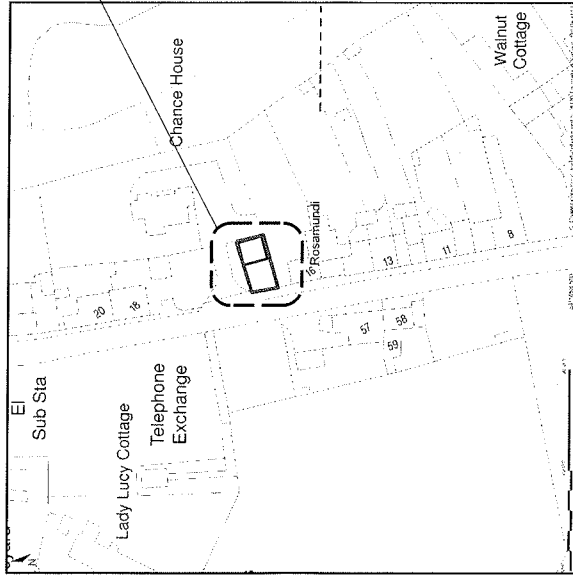 El
Sub Sta
Lady Lucy Cottage
Telephone
Exchange
20
18
Chance House
16
Rosamundi
13
11
8
57
58
59
Walnut
Cottage
N